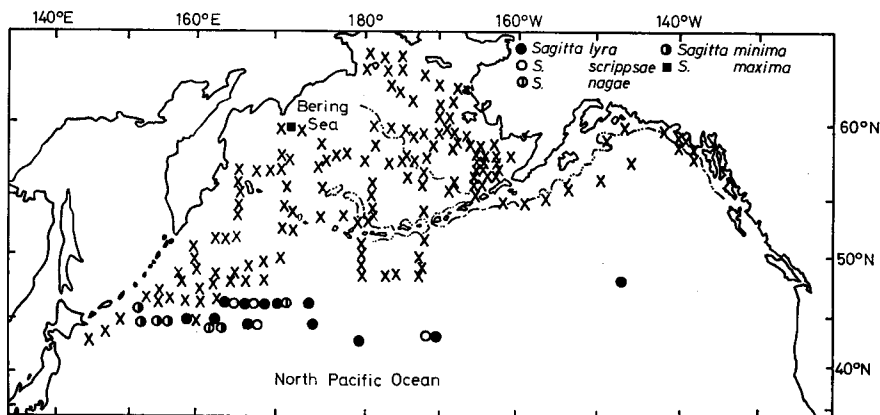 140°E 160°E 180° 160°W 140°W
● Sagitta lyra ◑ Sagitta minima
○ S. scrippsae ■ S. maxima
◍ S. nagae
Bering
Sea
60°N
50°N
40°N
North Pacific Ocean